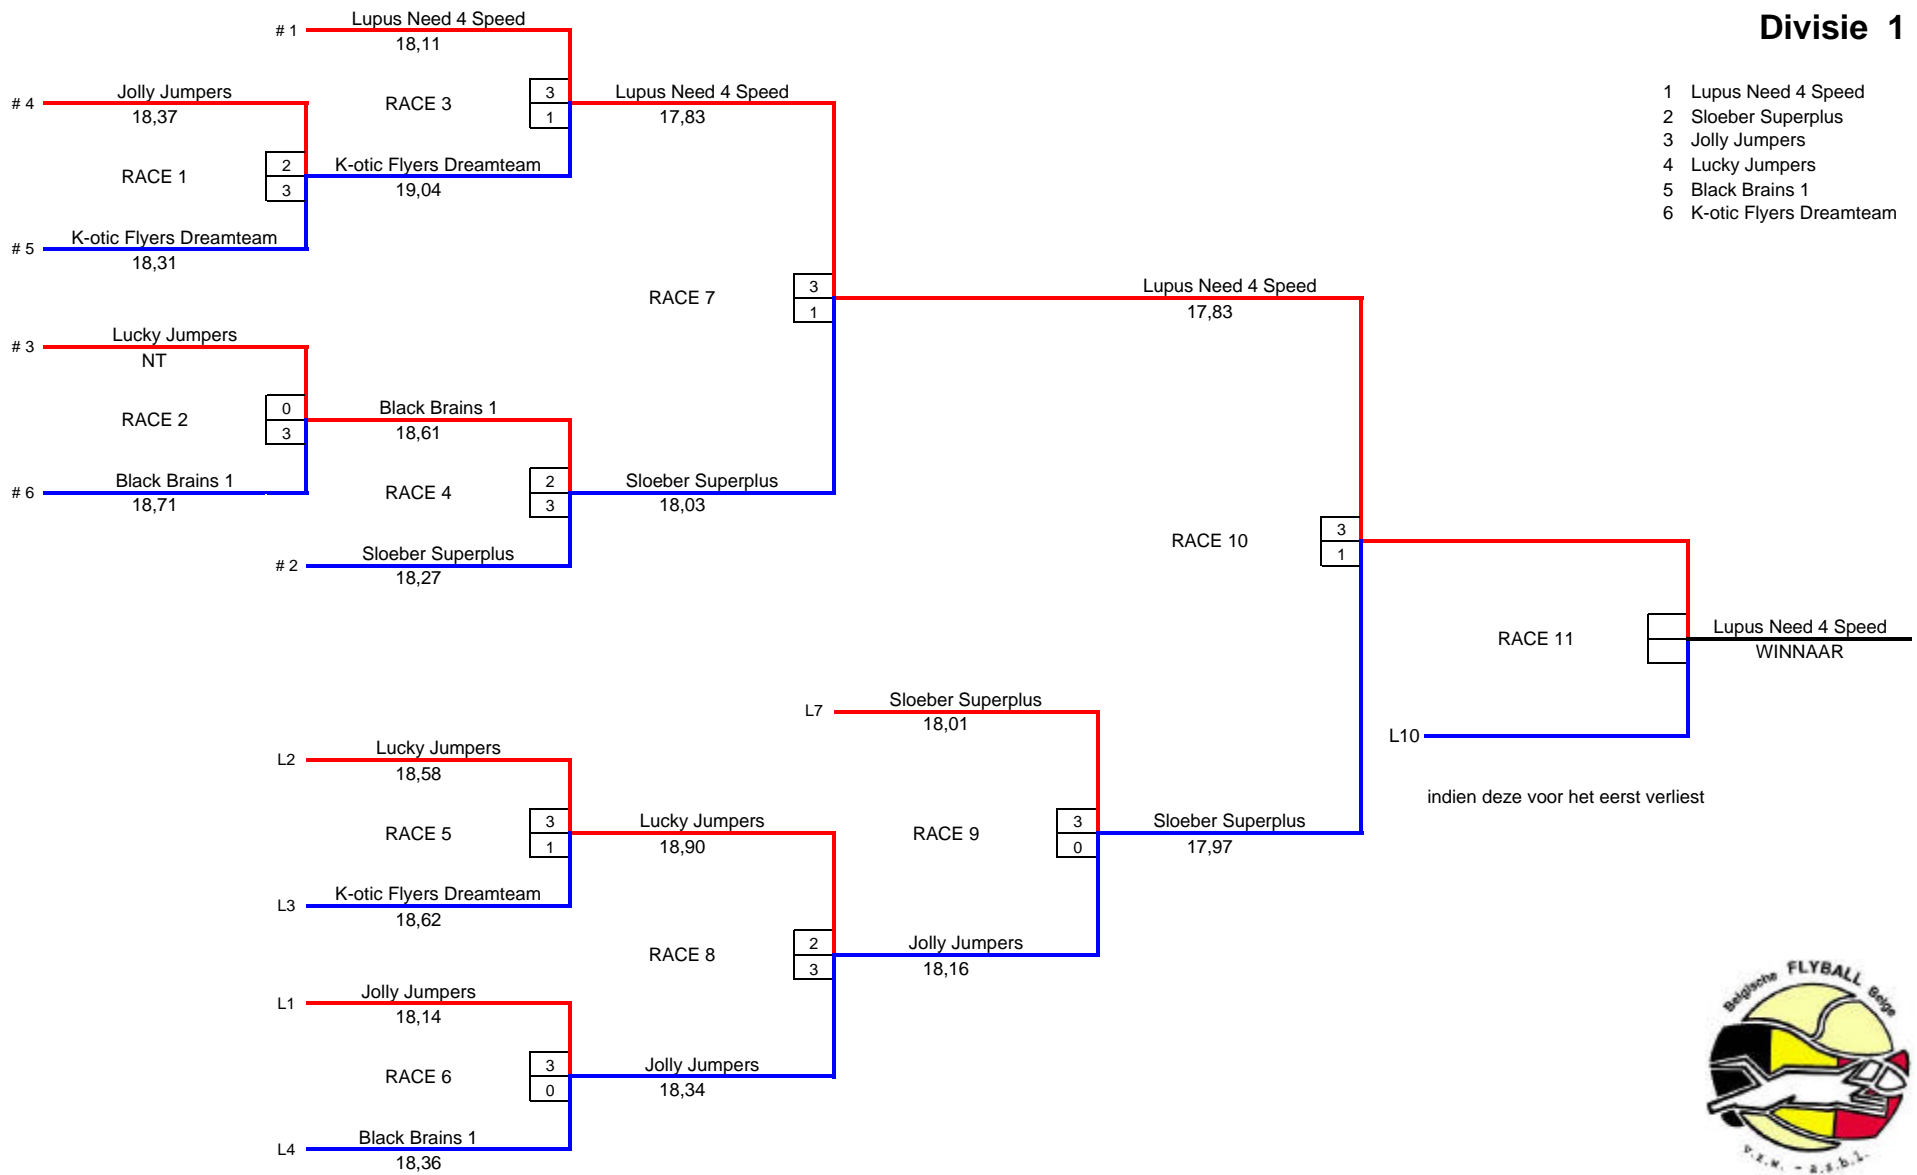 Divisie 1
1 Lupus Need 4 Speed
2 Sloeber Superplus
3 Jolly Jumpers
4 Lucky Jumpers
5 Black Brains 1
6 K-otic Flyers Dreamteam
# 1 Lupus Need 4 Speed
18,11
# 4 Jolly Jumpers
18,37
RACE 3
3
1
Lupus Need 4 Speed
17,83
RACE 1
2
3
K-otic Flyers Dreamteam
19,04
# 5 K-otic Flyers Dreamteam
18,31
RACE 7
3
1
Lupus Need 4 Speed
17,83
# 3 Lucky Jumpers
NT
RACE 2
0
3
Black Brains 1
18,61
# 6 Black Brains 1
18,71
RACE 4
2
3
Sloeber Superplus
18,03
# 2 Sloeber Superplus
18,27
RACE 10
3
1
RACE 11
Lupus Need 4 Speed
WINNAAR
L7 Sloeber Superplus
18,01
L10
indien deze voor het eerst verliest
L2 Lucky Jumpers
18,58
RACE 5
3
1
Lucky Jumpers
18,90
RACE 9
3
0
Sloeber Superplus
17,97
L3 K-otic Flyers Dreamteam
18,62
RACE 8
2
3
Jolly Jumpers
18,16
L1 Jolly Jumpers
18,14
RACE 6
3
0
Jolly Jumpers
18,34
L4 Black Brains 1
18,36
Belgische FLYBALL Belge
v.z.w. - a.s.b.l.